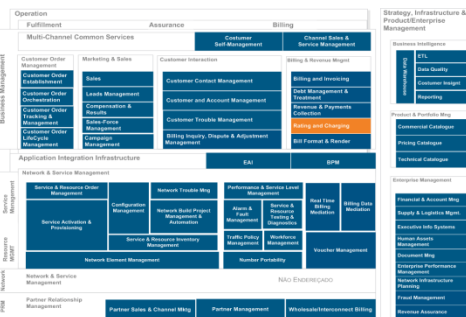 Operation
Fulfillment
Assurance
Billing
Multi-Channel Common Services
Costumer
Self-Management
Channel Sales &
Service Management
Business Management
Customer Order
Management
Marketing & Sales
Customer Interaction
Billing & Revenue Mngmt
Customer Order
Establishment
Customer Order
Orchestration
Customer Order
Tracking &
Management
Customer Order
LifeCycle
Management
Sales
Leads Management
Compensation &
Results
Sales-Force
Management
Campaign
Management
Customer Contact Management
Customer and Account Management
Customer Trouble Management
Billing Inquiry, Dispute & Adjustment
Management
Billing and Invoicing
Debt Management &
Treatment
Revenue & Payments
Collection
Rating and Charging
Bill Format & Render
Application Integration Infrastructure
EAI
BPM
Service
Management
Resource
MGMT
Network & Service Management
Service & Resource Order
Management
Service Activation &
Provisioning
Configuration
Management
Network Trouble Mng
Network Build Project
Management &
Automation
Service & Resource Inventory
Management
Network Element Management
Performance & Service Level
Management
Alarm &
Fault
Management
Service &
Resource
Testing &
Diagnostics
Traffic Policy
Management
Workforce
Management
Number Portability
Real Time
Billing
Mediation
Billing Data
Mediation
Voucher Management
Network
Network & Service
Management
NÃO ENDEREÇADO
PRM
Partner Relationship
Management
Partner Sales & Channel Mktg
Partner Management
Wholesale/Interconnect Billing
Strategy, Infrastructure &
Product/Enterprise
Management
Business Intelligence
Data Warehouse
ETL
Data Quality
Costumer Insight
Reporting
Product & Portfolio Mng
Commercial Catalogue
Pricing Catalogue
Technical Catalogue
Enterprise Management
Financial & Account Mng
Supply & Logistics Mgmt.
Executive Info Systems
Human Assets
Management
Document Mng
Enterprise Performance
Management
Network Infrastructure
Planning
Fraud Management
Revenue Assurance